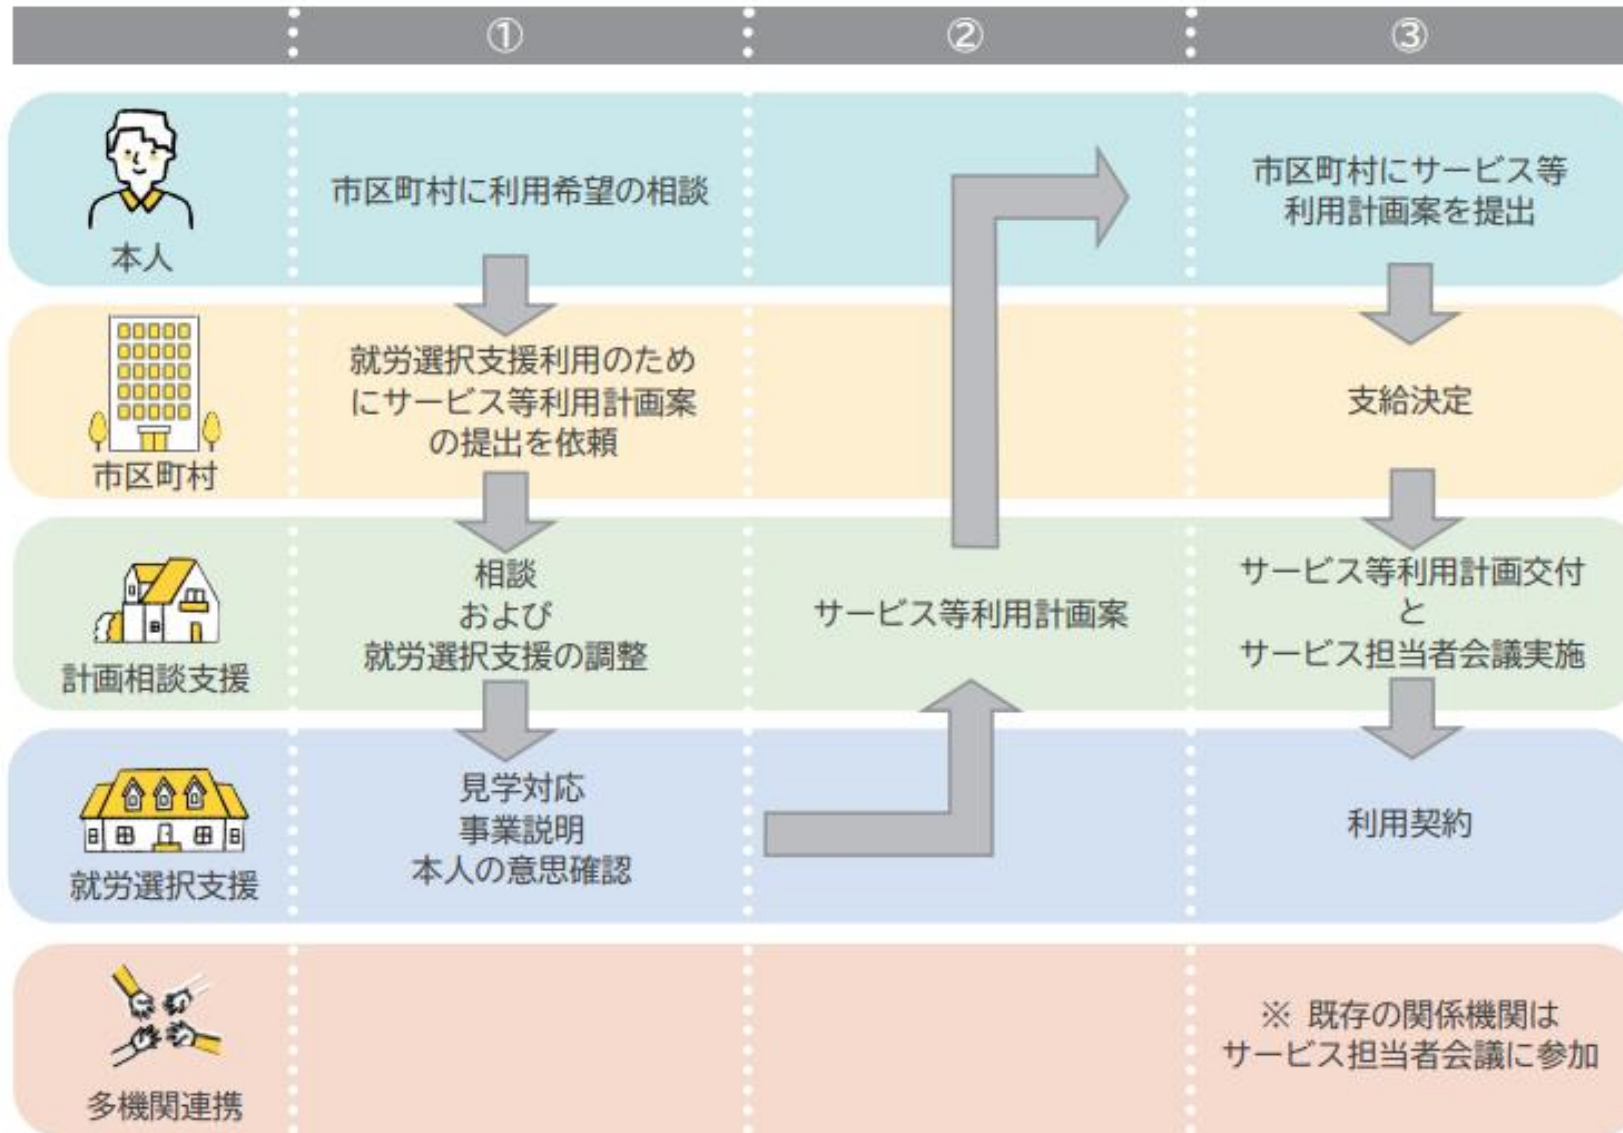 ①
②
③
本人
市区町村に利用希望の相談
市区町村にサービス等
利用計画案を提出
市区町村
就労選択支援利用のため
にサービス等利用計画案
の提出を依頼
支給決定
計画相談支援
相談
および
就労選択支援の調整
サービス等利用計画案
サービス等利用計画交付
と
サービス担当者会議実施
就労選択支援
見学対応
事業説明
本人の意思確認
利用契約
多機関連携
※ 既存の関係機関は
サービス担当者会議に参加